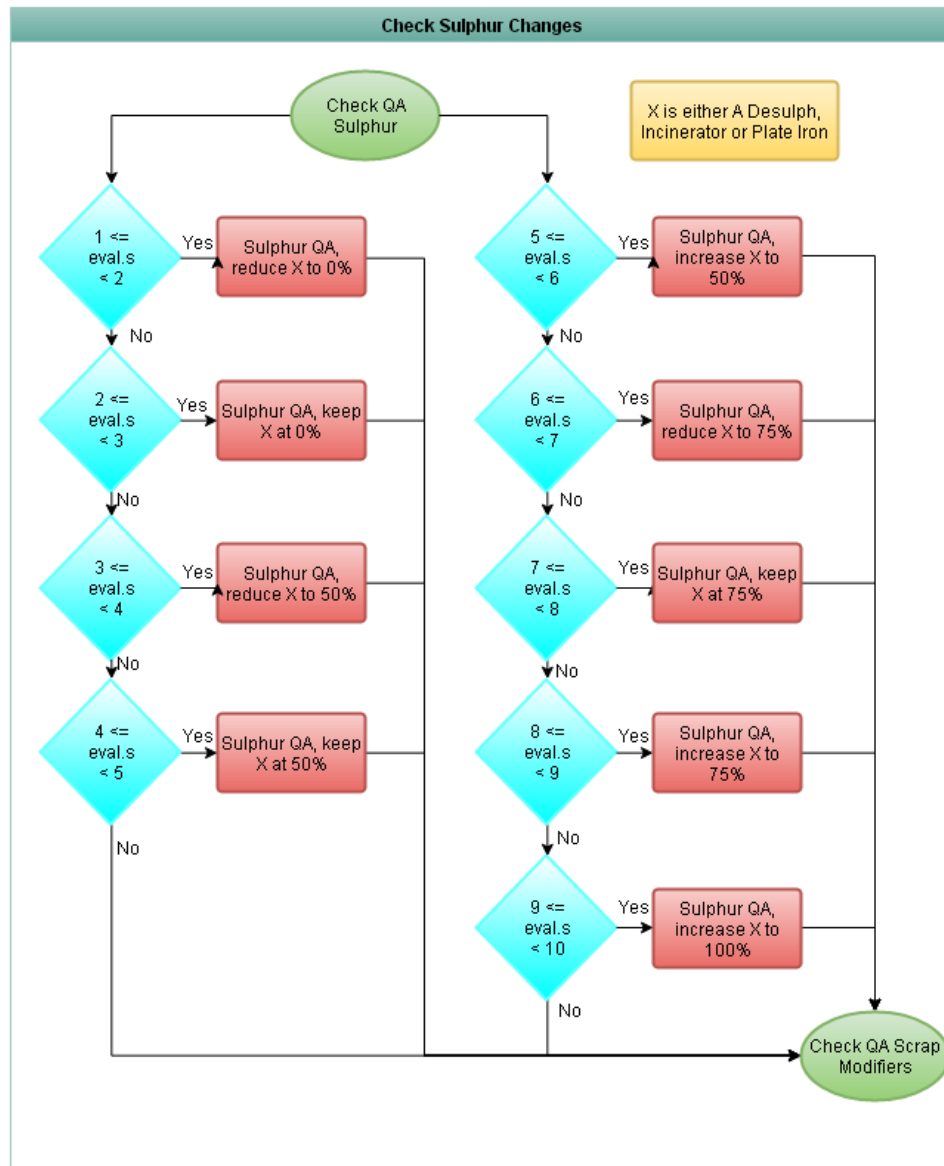 Check Sulphur Changes
Check QA
Sulphur
X is either A Desulph,
Incinerator or Plate Iron
1 <=
eval.s
< 2
Yes
Sulphur QA,
reduce X to 0%
No
2 <=
eval.s
< 3
Yes
Sulphur QA, keep
X at 0%
No
3 <=
eval.s
< 4
Yes
Sulphur QA,
reduce X to 50%
No
4 <=
eval.s
< 5
Yes
Sulphur QA, keep
X at 50%
No
5 <=
eval.s
< 6
Yes
Sulphur QA,
increase X to
50%
No
6 <=
eval.s
< 7
Yes
Sulphur QA,
reduce X to 75%
No
7 <=
eval.s
< 8
Yes
Sulphur QA, keep
X at 75%
No
8 <=
eval.s
< 9
Yes
Sulphur QA,
increase X to
75%
No
9 <=
eval.s
< 10
Yes
Sulphur QA,
increase X to
100%
No
Check QA Scrap
Modifiers